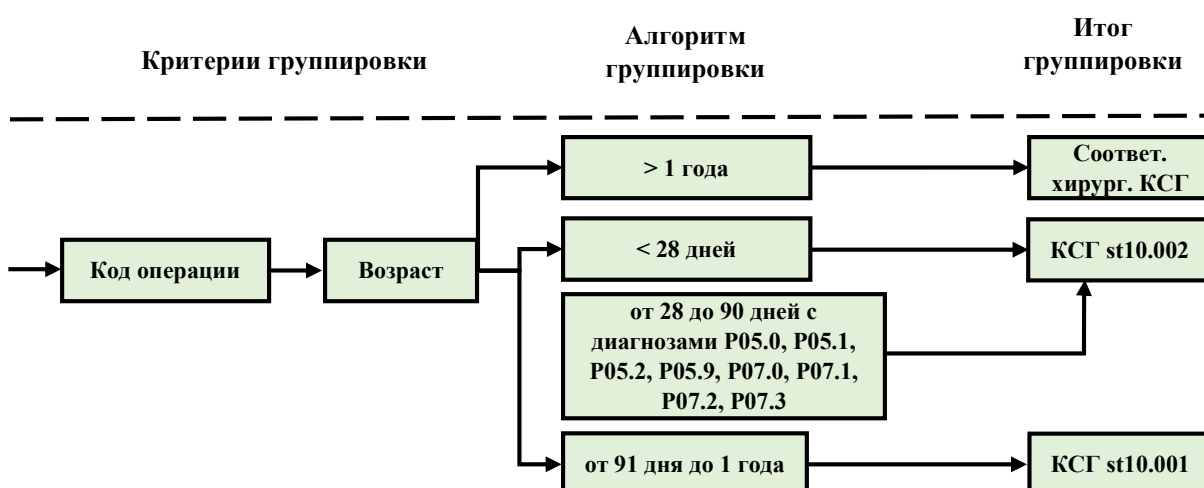 Критерии группировки
Алгоритм
группировки
Итог
группировки
> 1 года
Соответ.
хирург. КСГ
Код операции
Возраст
< 28 дней
КСГ st10.002
от 28 до 90 дней с
диагнозами P05.0, P05.1,
P05.2, P05.9, P07.0, P07.1,
P07.2, P07.3
от 91 дня до 1 года
КСГ st10.001